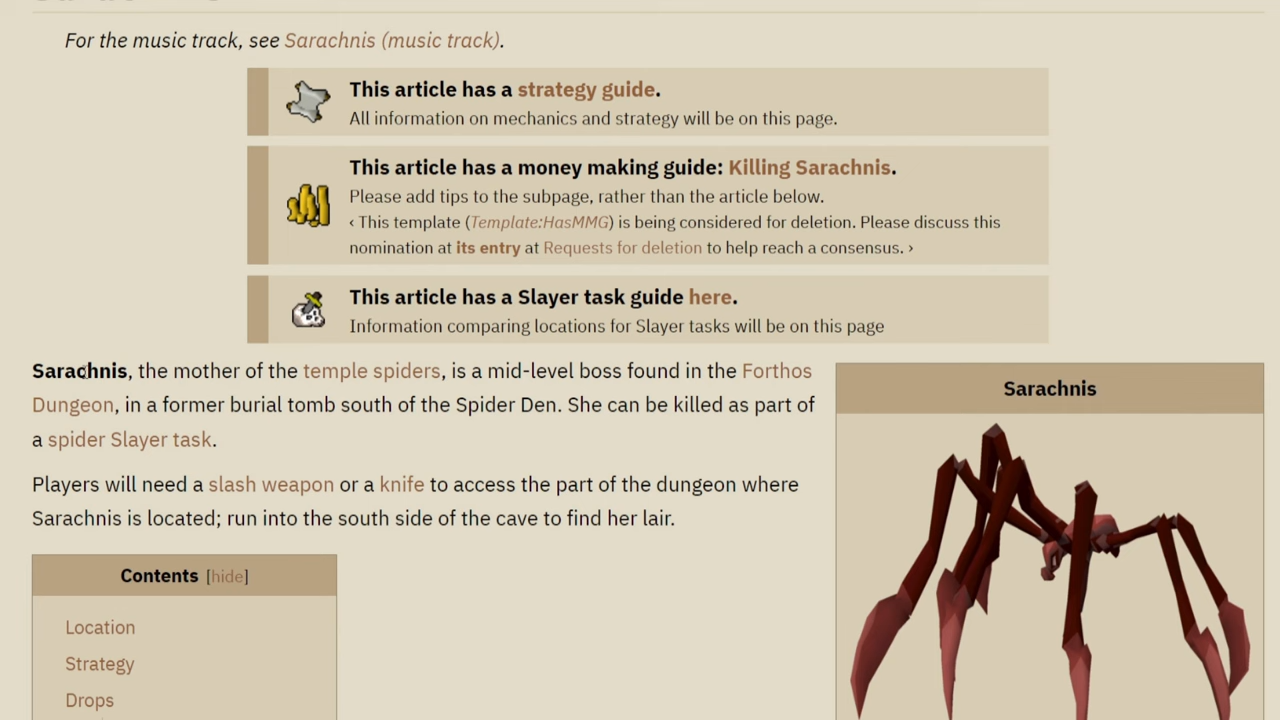 For the music track, see Sarachnis (music track).
This article has a strategy guide.
All information on mechanics and strategy will be on this page.
This article has a money making guide: Killing Sarachnis.
Please add tips to the subpage, rather than the article below.
‹ This template (Template:HasMMG) is being considered for deletion. Please discuss this
nomination at its entry at Requests for deletion to help reach a consensus. ›
This article has a Slayer task guide here.
Information comparing locations for Slayer tasks will be on this page
Sarachnis, the mother of the temple spiders, is a mid-level boss found in the Forthos
Dungeon, in a former burial tomb south of the Spider Den. She can be killed as part of
a spider Slayer task.
Players will need a slash weapon or a knife to access the part of the dungeon where
Sarachnis is located; run into the south side of the cave to find her lair.
Sarachnis
Contents [hide]
Location
Strategy
Drops